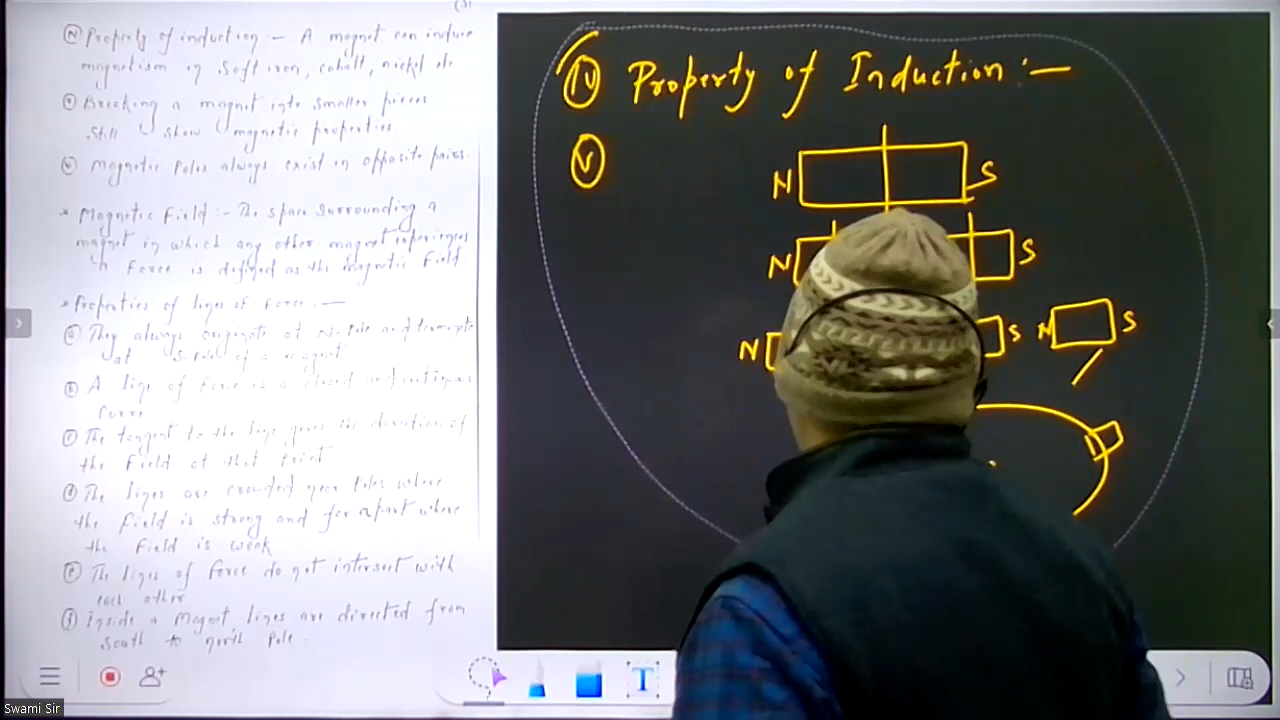 (iv) Property of induction :- A magnet can induce
magnetism in soft iron, cobalt, nickel etc
(v) Breaking a magnet into smaller pieces
still show magnetic properties
Magnetic Poles always exist in opposite pairs.
* Magnetic Field :- The space surrounding a
magnet in which any other magnet experiences
Force is defined as the magnetic Field.
* Properties of lines of Force :-
They always originate at N-Pole and terminate
at S-Pole of a magnet
(b) A line of Force is a closed and continuous
Curve
The tangent to the line gives the direction of
the Field at that Point
(d) The lines are crowded near Poles where
the Field is strong and far apart where
the Field is weak
(e) The lines of Force do not intersect with
each other
(f) Inside a Magnet lines are directed from
South to north Pole.
(iv) Property of Induction :-
(v)
N S
N S
N S N S
T
Swami Sir